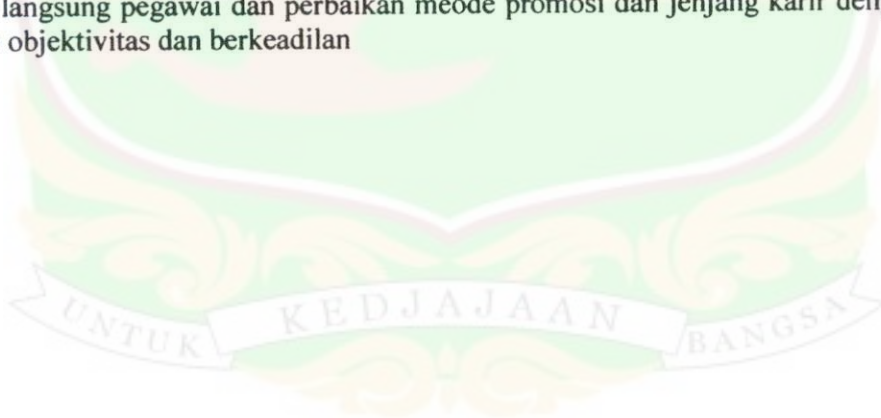 langsung pegawai dan perbaikan meode promosi dan jenjang karir den
objektivitas dan berkeadilan
UNTUK KEDJAJAAN BANGSA